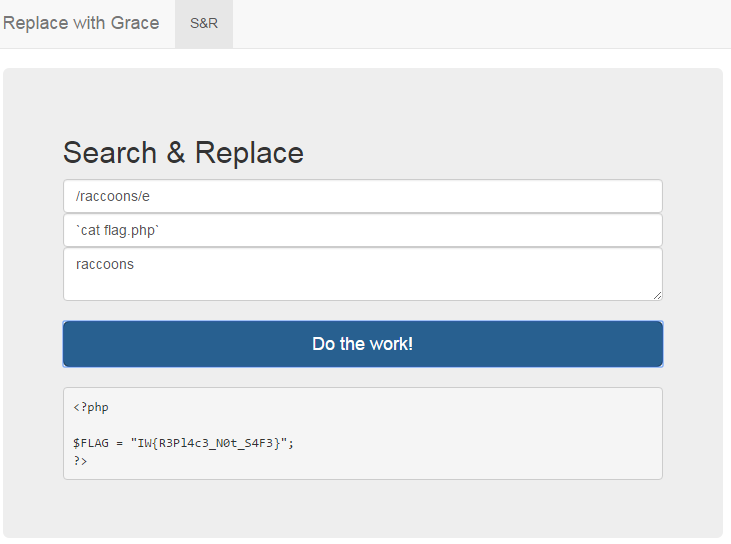 Replace with Grace S&R
Search & Replace
/raccoons/e
`cat flag.php`
raccoons
Do the work!
<?php
$FLAG = "IW{R3Pl4c3_N0t_S4F3}";
?>